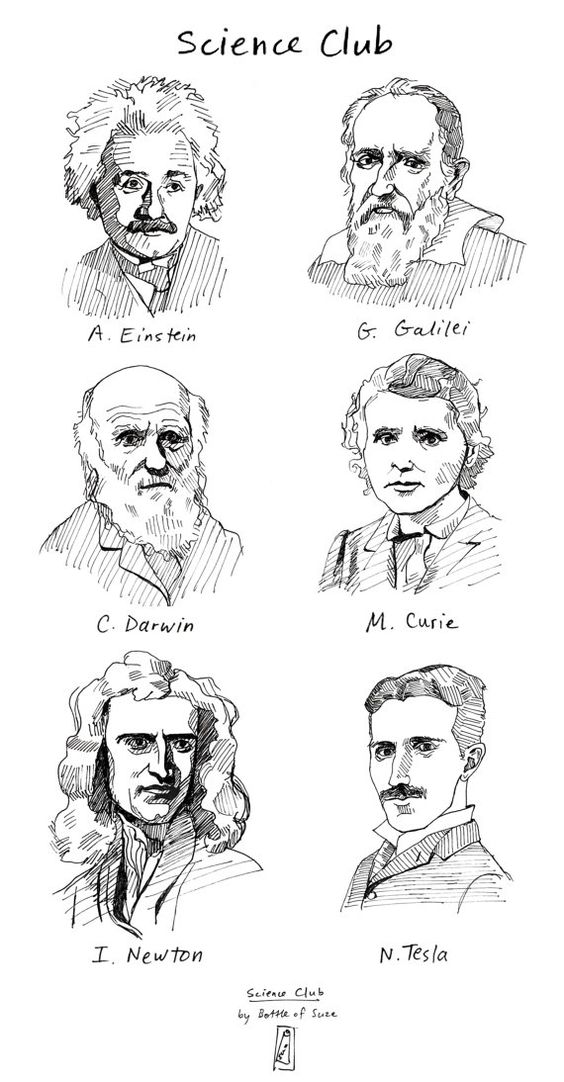 Science Club
A. Einstein
G. Galilei
C. Darwin
M. Curie
I. Newton
N. Tesla
Science Club
by Bottle of Suze